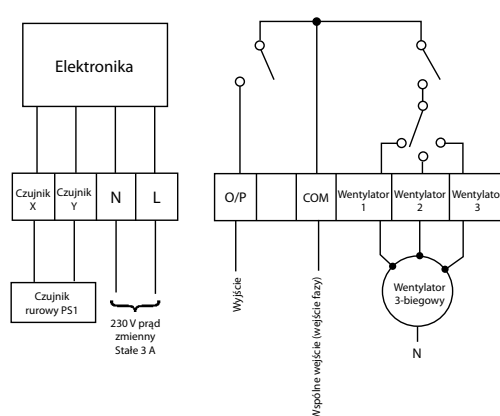 Elektronika
Czujnik
X
Czujnik
Y
N
L
O/P
COM
Wentylator
1
Wentylator
2
Wentylator
3
Czujnik
rurowy PS1
230 V prąd
zmienny
Stałe 3 A
Wyjście
Wspólne wejście (wejście fazy)
Wentylator
3-biegowy
N